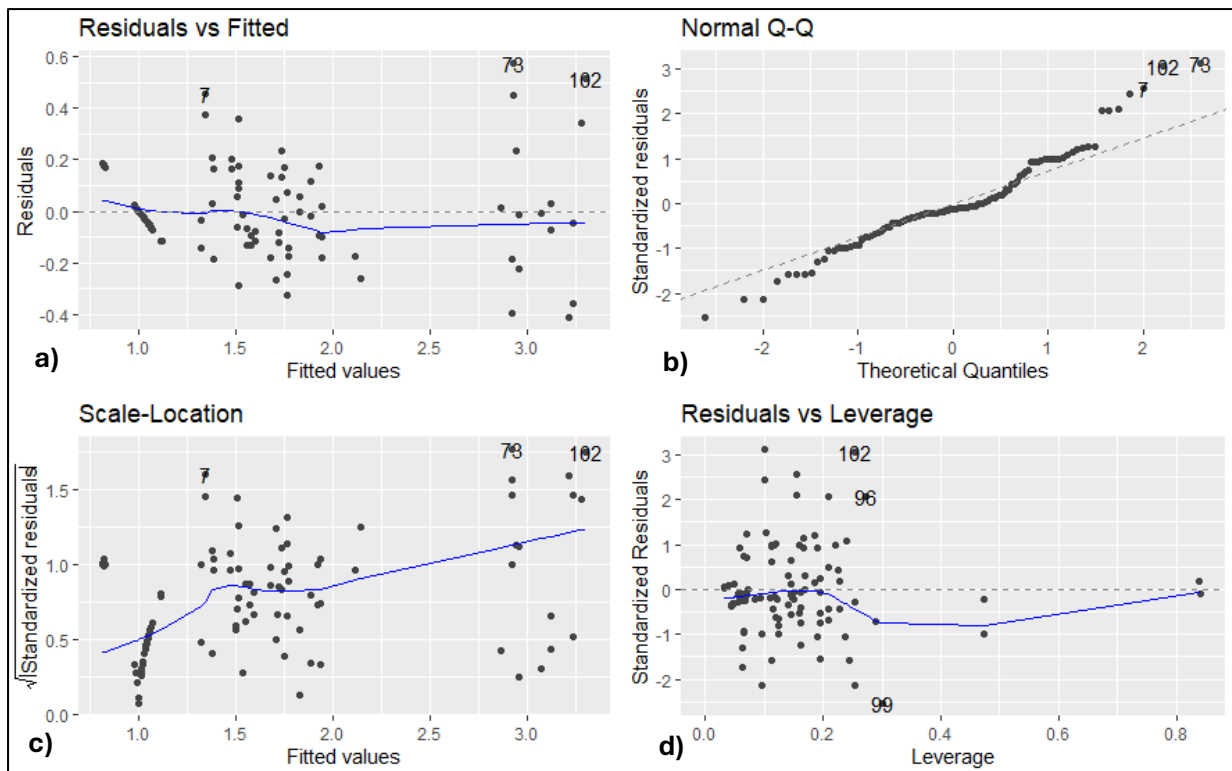 Residuals vs Fitted
0.6
0.4
0.2
0.0
-0.2
-0.4
Residuals
7
73
102
1.0 1.5 2.0 2.5 3.0
Fitted values
a)
Normal Q-Q
3
2
1
0
-1
-2
Standardized residuals
7
102
73
-2 -1 0 1 2
Theoretical Quantiles
b)
Scale-Location
1.5
1.0
0.5
0.0
√|Standardized residuals|
7
73
102
1.0 1.5 2.0 2.5 3.0
Fitted values
c)
Residuals vs Leverage
3
2
1
0
-1
-2
Standardized Residuals
102
96
99
0.0 0.2 0.4 0.6 0.8
Leverage
d)